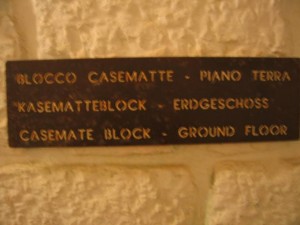 BLOCCO CASEMATTE - PIANO TERRA
KASEMATTEBLOCK - ERDGESCHOSS
CASEMATE BLOCK - GROUND FLOOR